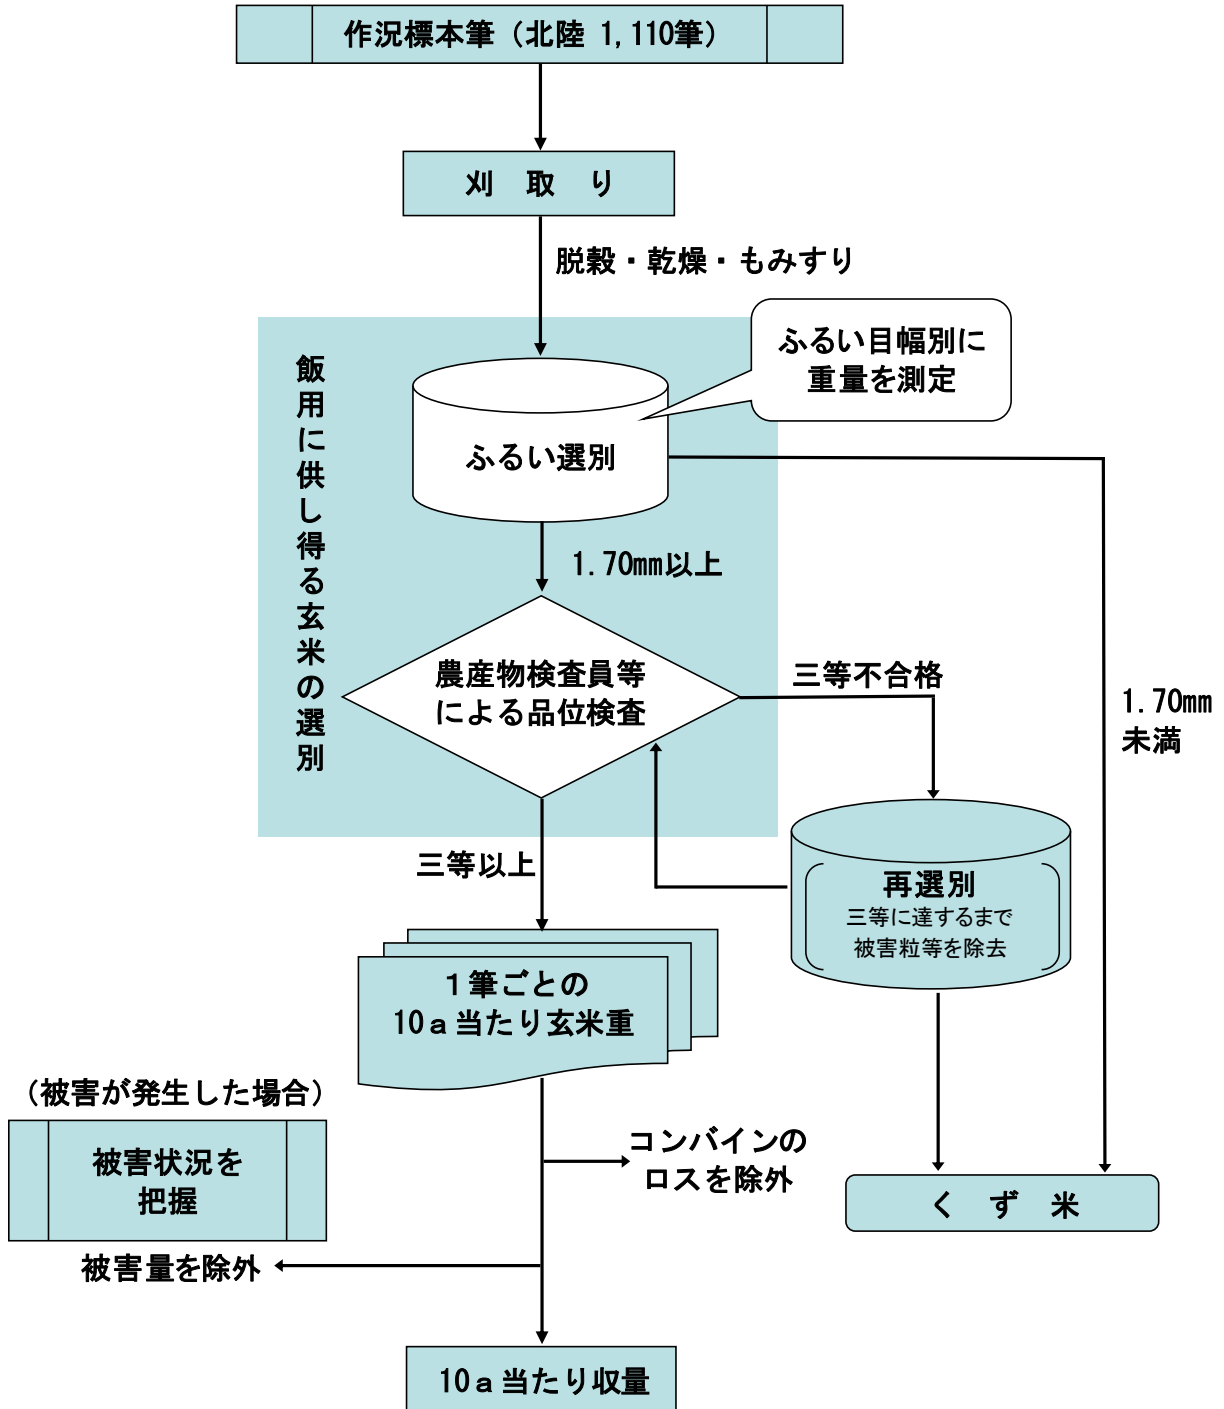 作況標本筆（北陸 1,110筆）
刈　取　り
脱穀・乾燥・もみすり
ふるい目幅別に
重量を測定
飯用に供し得る玄米の選別
ふるい選別
1.70mm以上
農産物検査員等
による品位検査
三等不合格
1.70mm
未満
三等以上
再選別
三等に達するまで
被害粒等を除去
１筆ごとの
10ａ当たり玄米重
（被害が発生した場合）
被害状況を
把握
コンバインの
ロスを除外
く　ず　米
被害量を除外
10ａ当たり収量